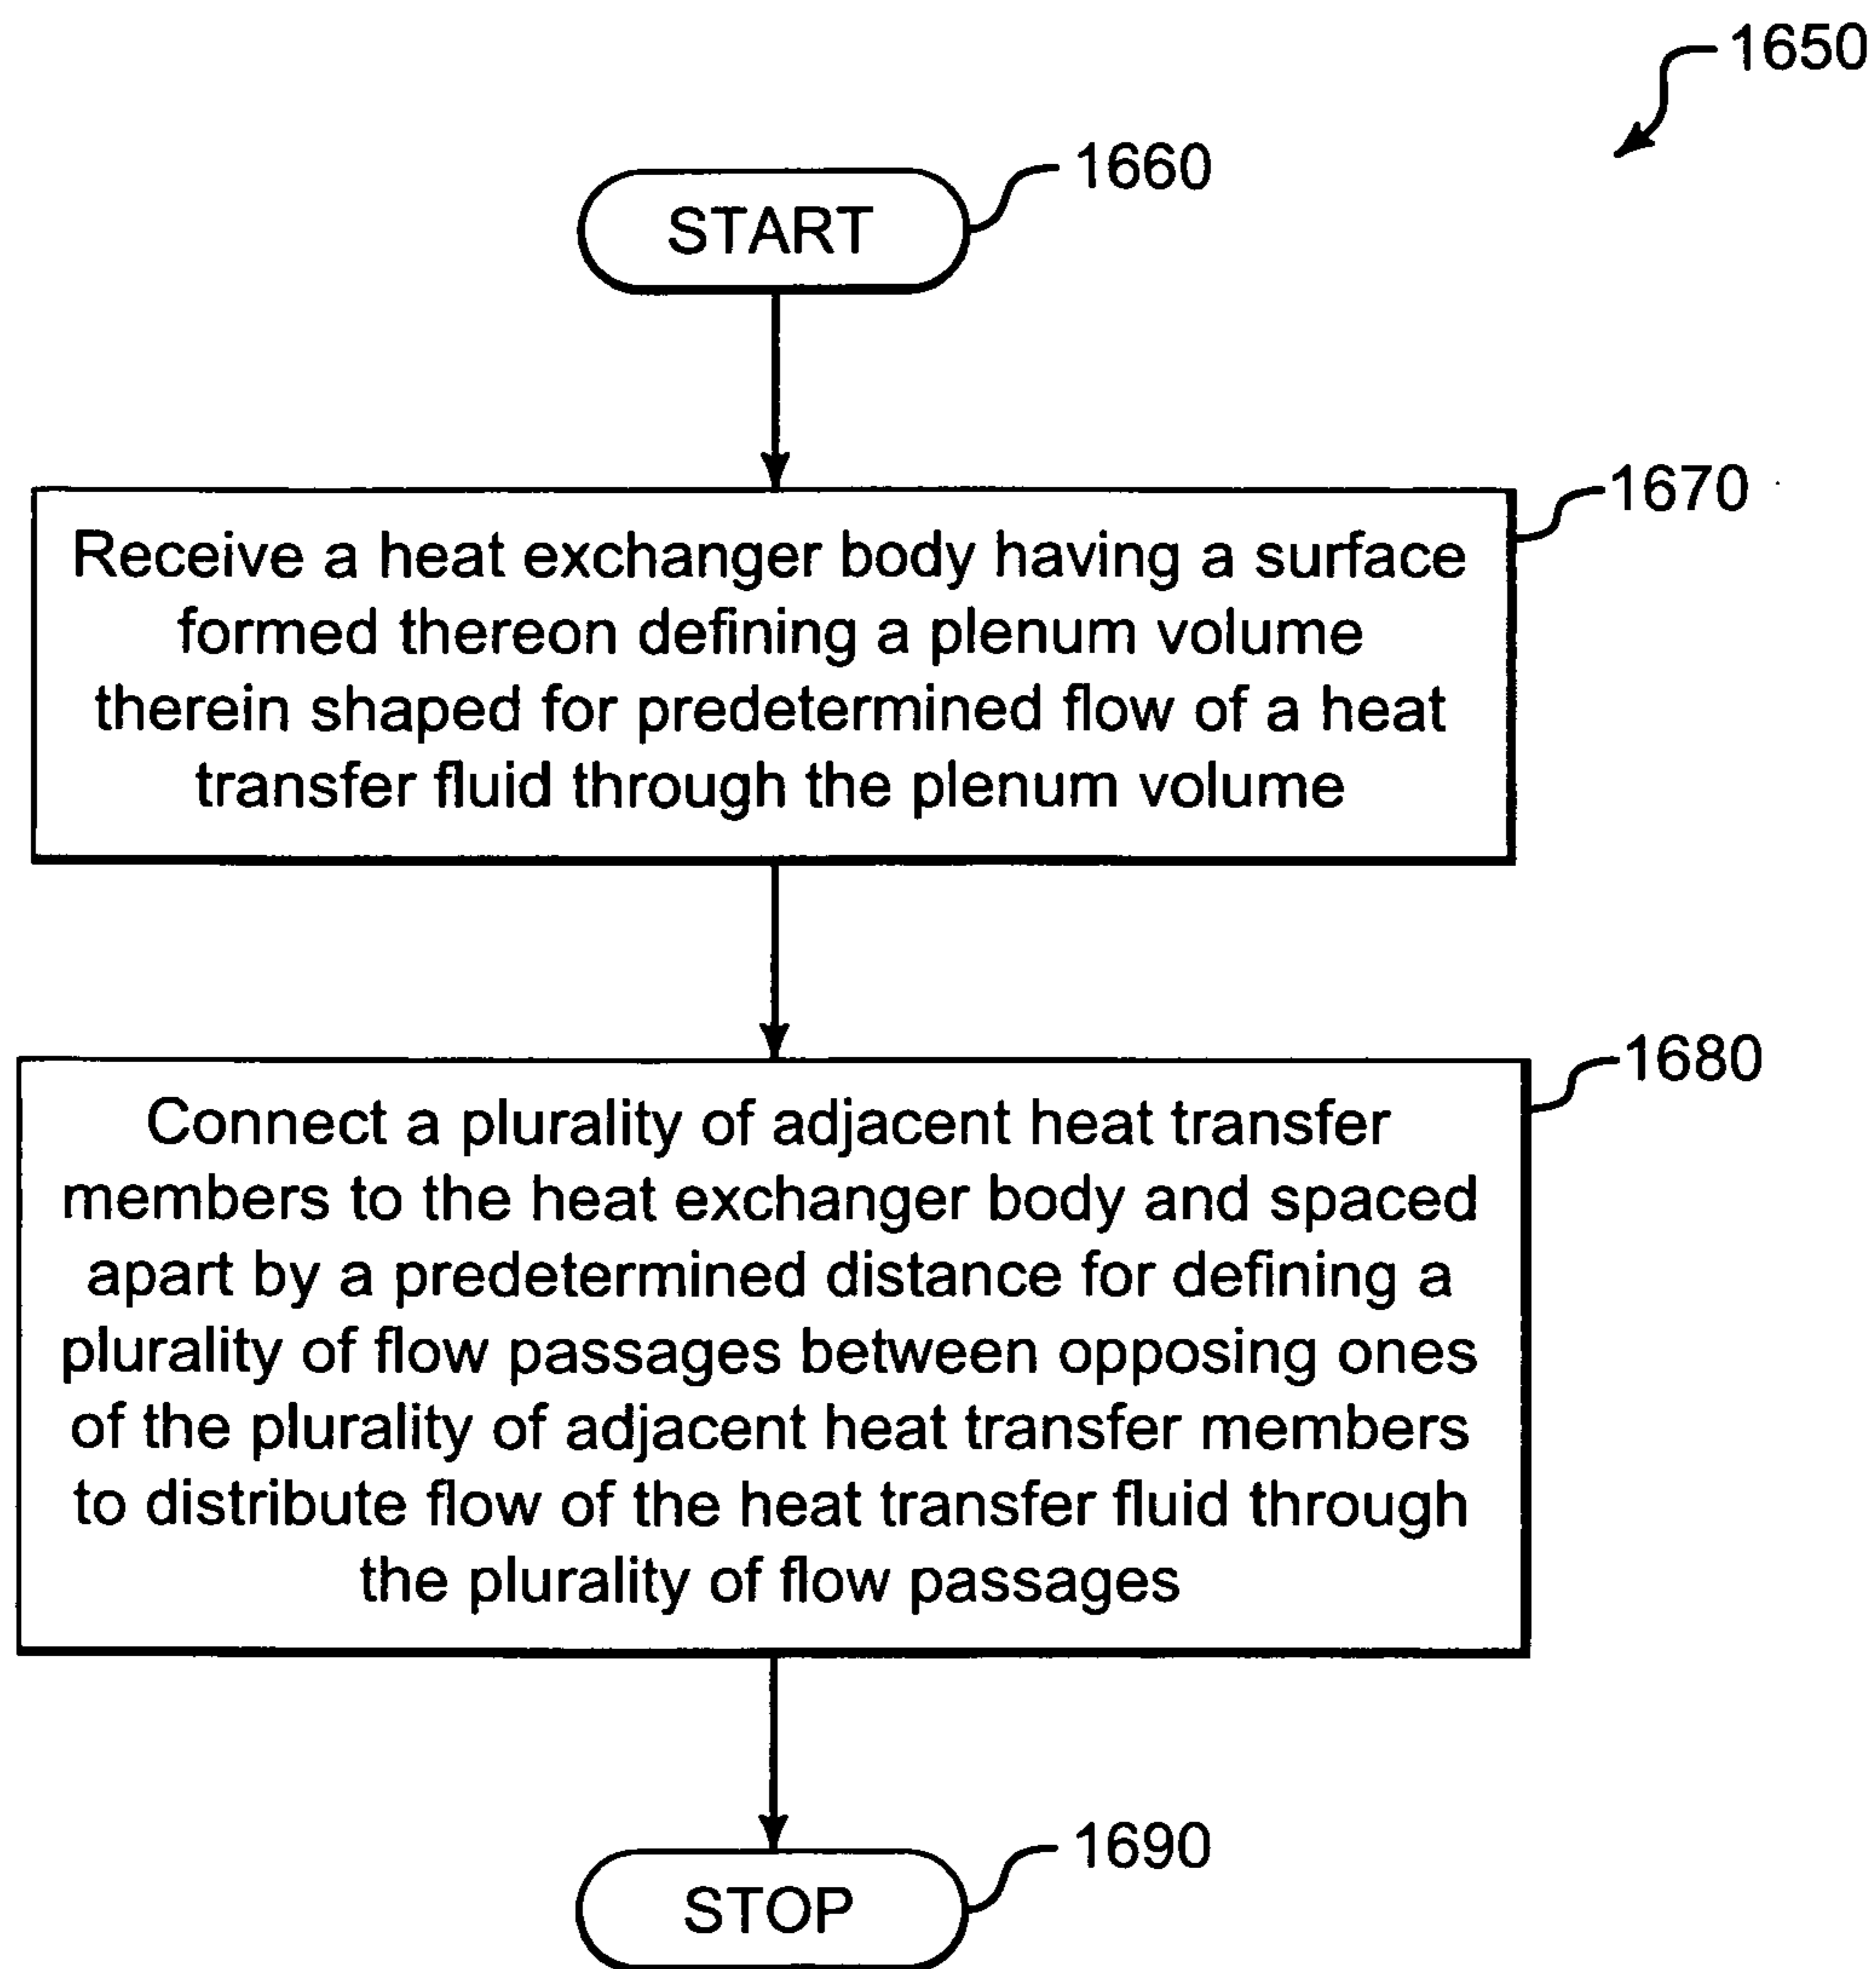 1650
1660
START
1670
Receive a heat exchanger body having a surface
formed thereon defining a plenum volume
therein shaped for predetermined flow of a heat
transfer fluid through the plenum volume
1680
Connect a plurality of adjacent heat transfer
members to the heat exchanger body and spaced
apart by a predetermined distance for defining a
plurality of flow passages between opposing ones
of the plurality of adjacent heat transfer members
to distribute flow of the heat transfer fluid through
the plurality of flow passages
1690
STOP